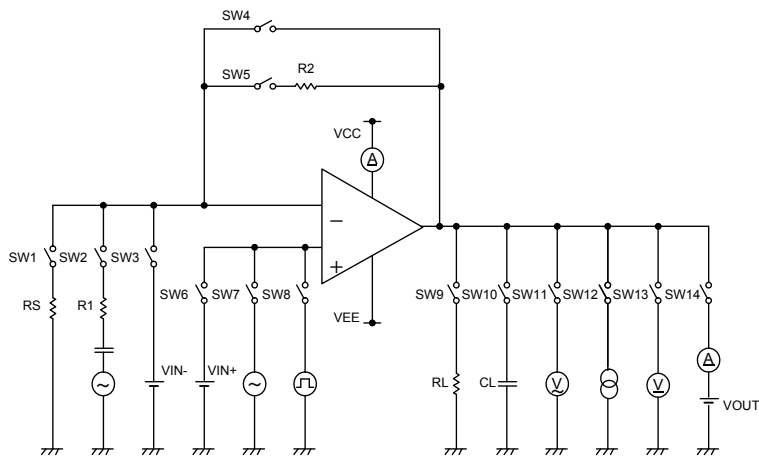 SW4
SW5 R2
VCC
A
−
+
SW1 SW2 SW3
SW6 SW7 SW8
SW9 SW10 SW11 SW12 SW13 SW14
VEE
RS R1
VIN- VIN+
RL CL
V
V
A
VOUT